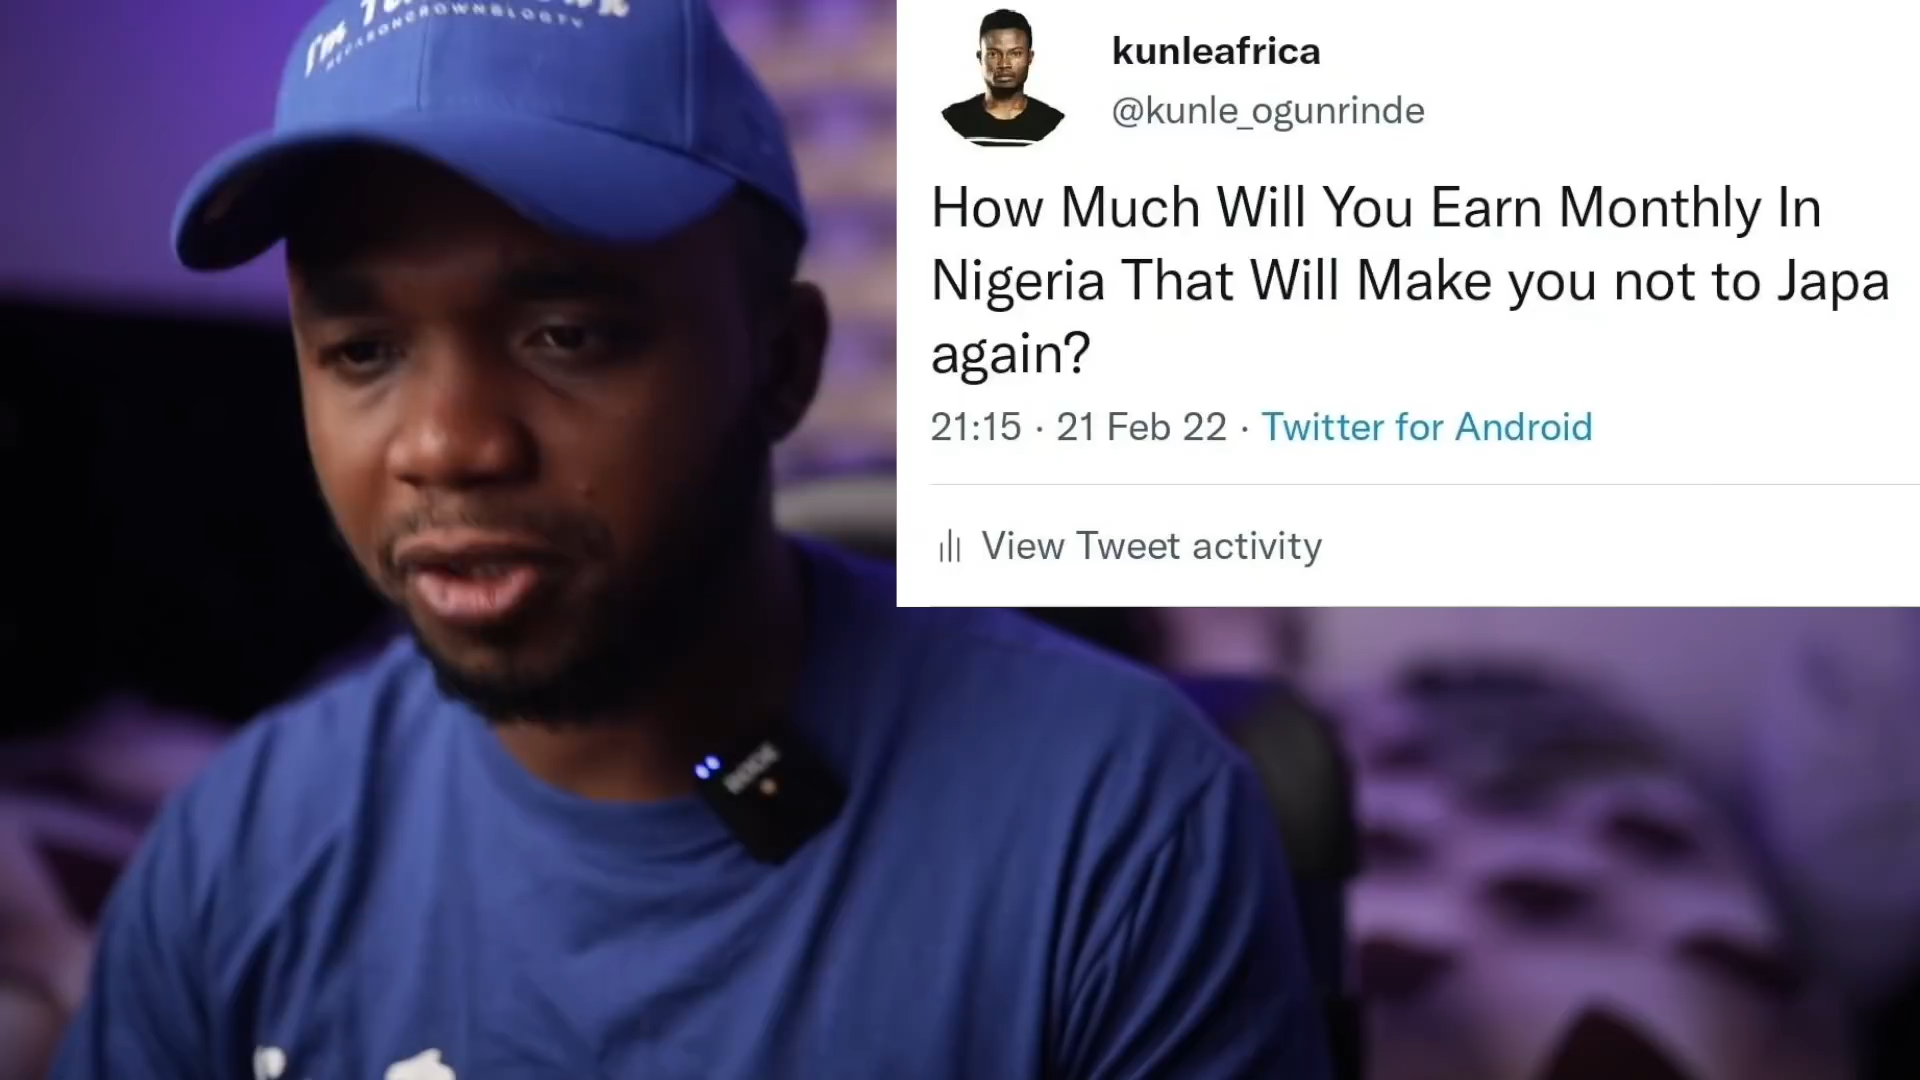 I'm
kunleafrica
@kunle_ogunrinde
How Much Will You Earn Monthly In
Nigeria That Will Make you not to Japa
again?
21:15 · 21 Feb 22 · Twitter for Android
View Tweet activity
RODE